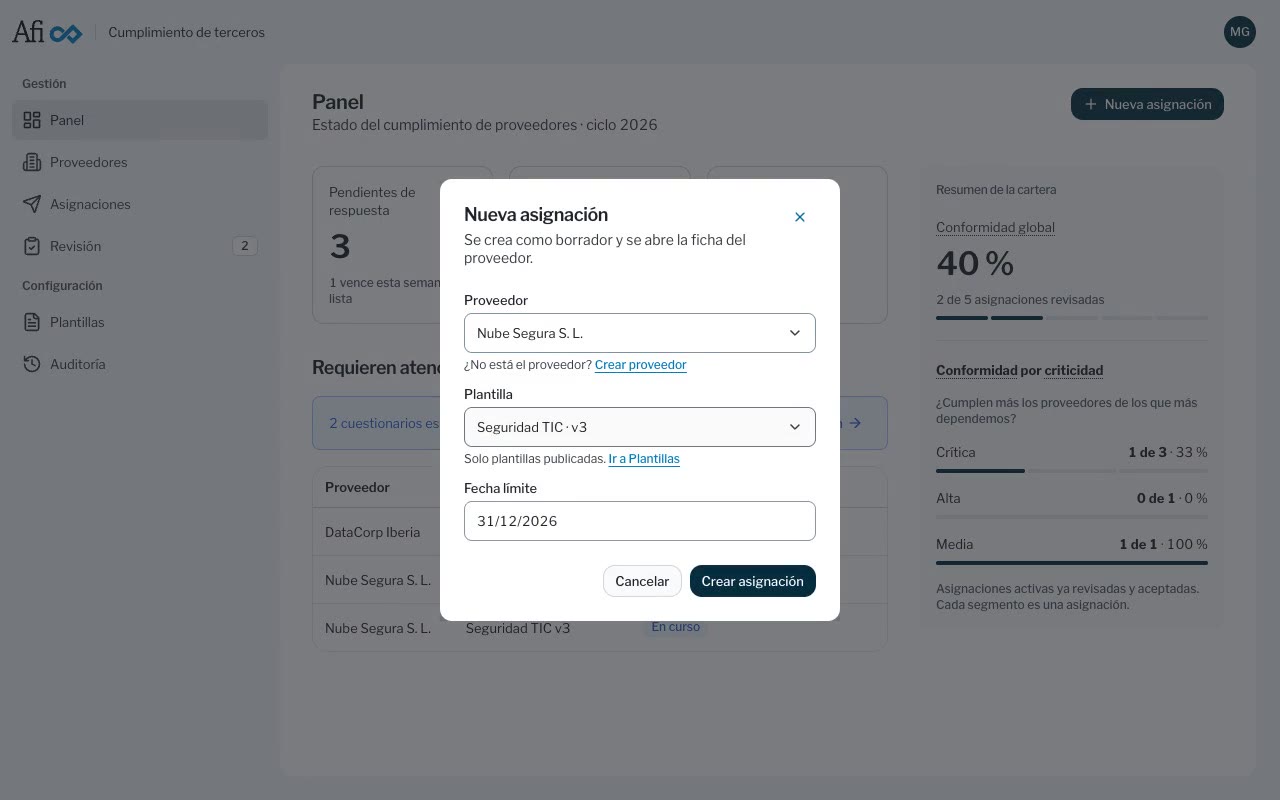 Afi
Cumplimiento de terceros
MG
Gestión
Panel
Proveedores
Asignaciones
Revisión
2
Configuración
Plantillas
Auditoría
Panel
Estado del cumplimiento de proveedores · ciclo 2026
Nueva asignación
Pendientes de
respuesta
3
1 vence esta
lista
Requieren
2 cuestionarios
Proveedor
DataCorp Iberia
Nube Segura S. L.
Nube Segura S. L.
Seguridad TIC v3
En curso
Nueva asignación
Se crea como borrador y se abre la ficha del
proveedor.
Proveedor
Nube Segura S. L.
¿No está el proveedor? Crear proveedor
Plantilla
Seguridad TIC · v3
Solo plantillas publicadas. Ir a Plantillas
Fecha límite
31/12/2026
Cancelar
Crear asignación
Resumen de la cartera
Conformidad global
40 %
2 de 5 asignaciones revisadas
Conformidad por criticidad
¿Cumplen más los proveedores de los que más
dependemos?
Crítica
1 de 3 · 33 %
Alta
0 de 1 · 0 %
Media
1 de 1 · 100 %
Asignaciones activas ya revisadas y aceptadas.
Cada segmento es una asignación.